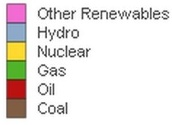 Other Renewables
Hydro
Nuclear
Gas
Oil
Coal